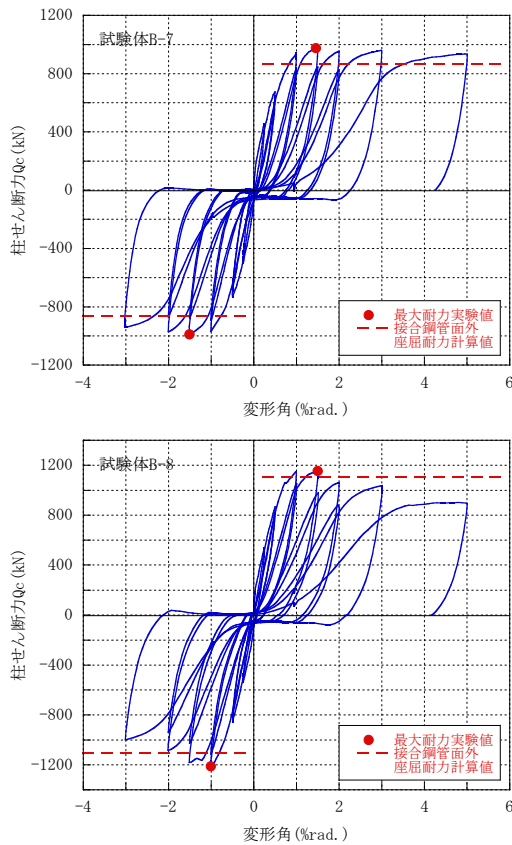 試験体B-7
1200
800
400
0
-400
-800
-1200
柱せん断力Qc(kN)
最大耐力実験値
接合鋼管面外
座屈耐力計算値
-4 -2 0 2 4 6
変形角(%rad.)
試験体B-8
1200
800
400
0
-400
-800
-1200
柱せん断力Qc(kN)
最大耐力実験値
接合鋼管面外
座屈耐力計算値
-4 -2 0 2 4 6
変形角(%rad.)